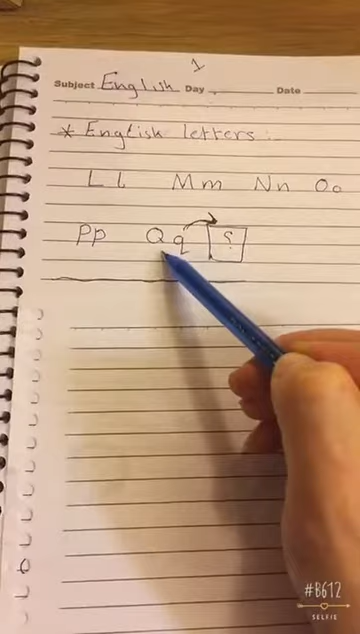 1
Subject English Day Date
* English letters:
Ll Mm Nn Oo
Pp Qq ؟
#B612
SELFIE